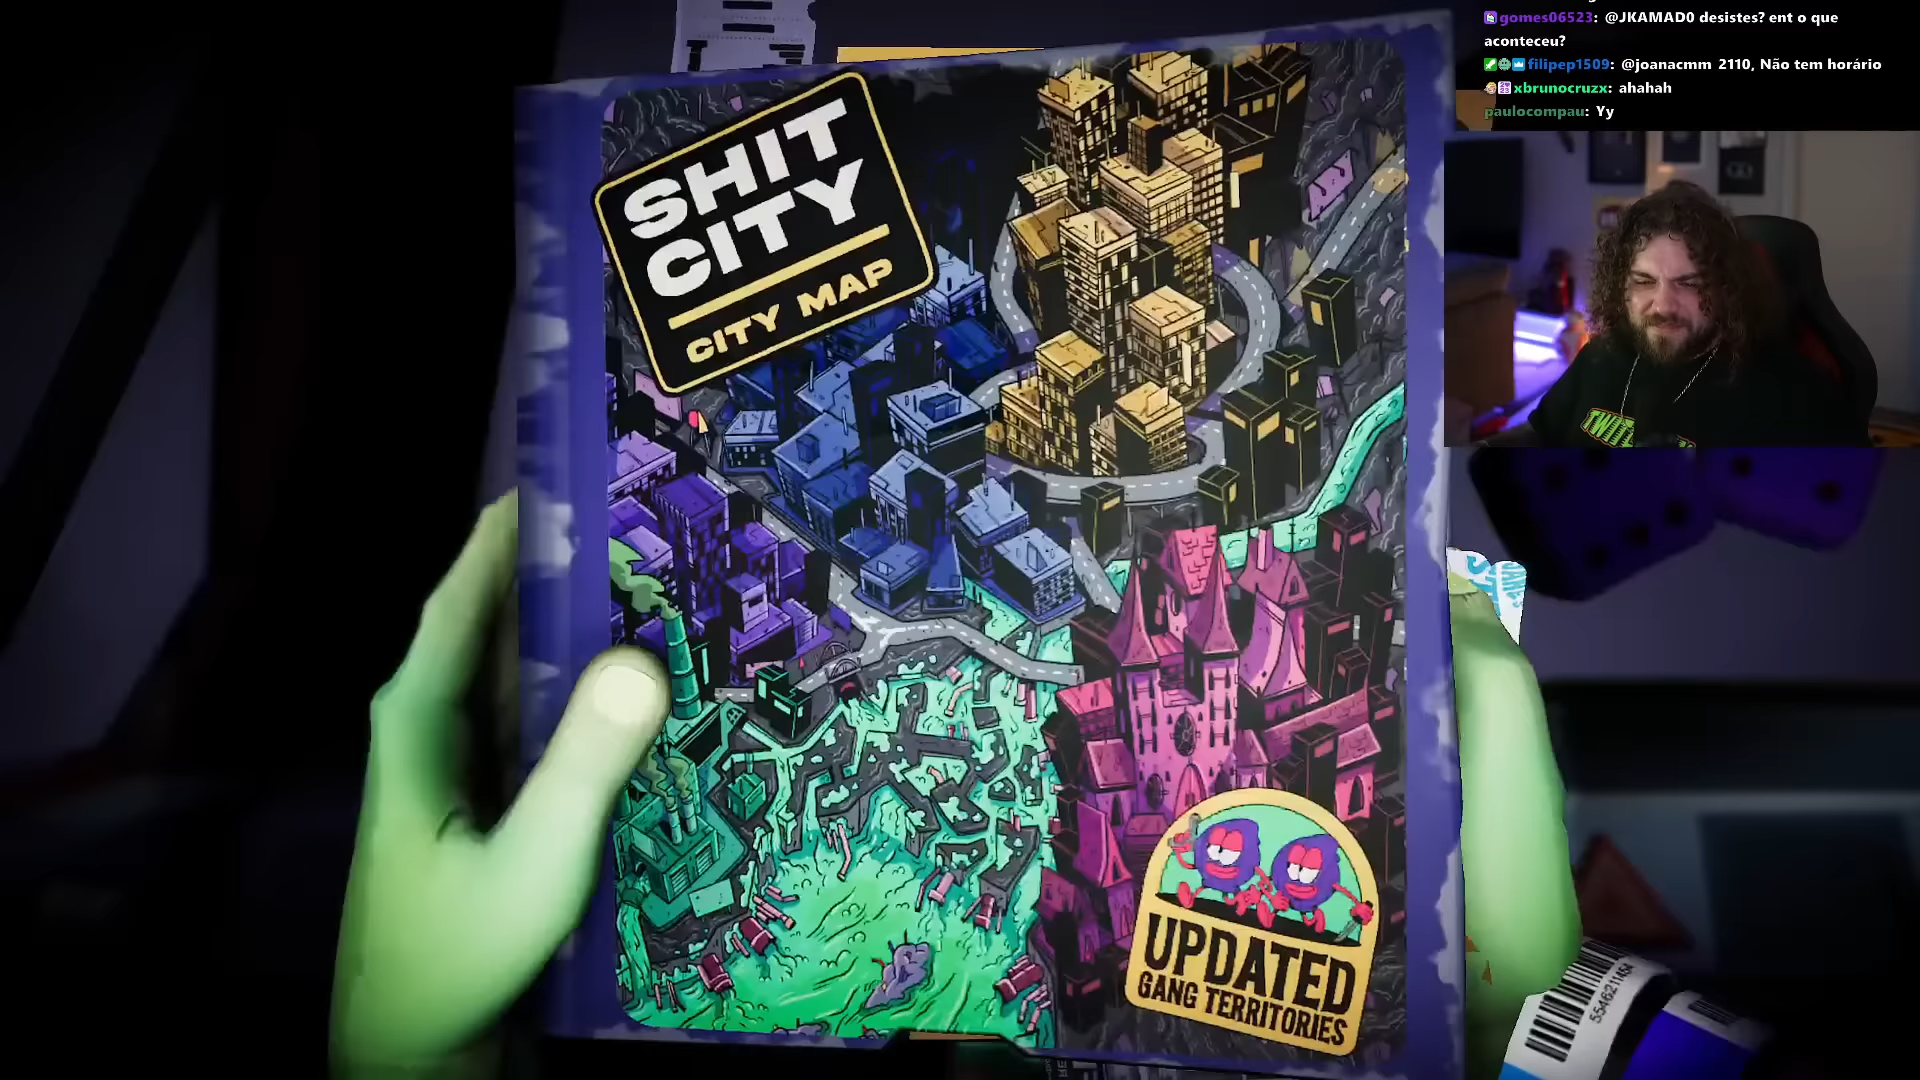 gomes06523: @JKAMAD0 desistes? ent o que
aconteceu?
filipep1509: @joanacmm 2110, Não tem horário
xbrunocruzx: ahahah
paulocompau: Yy
SHIT
CITY
CITY MAP
UPDATED
GANG TERRITORIES